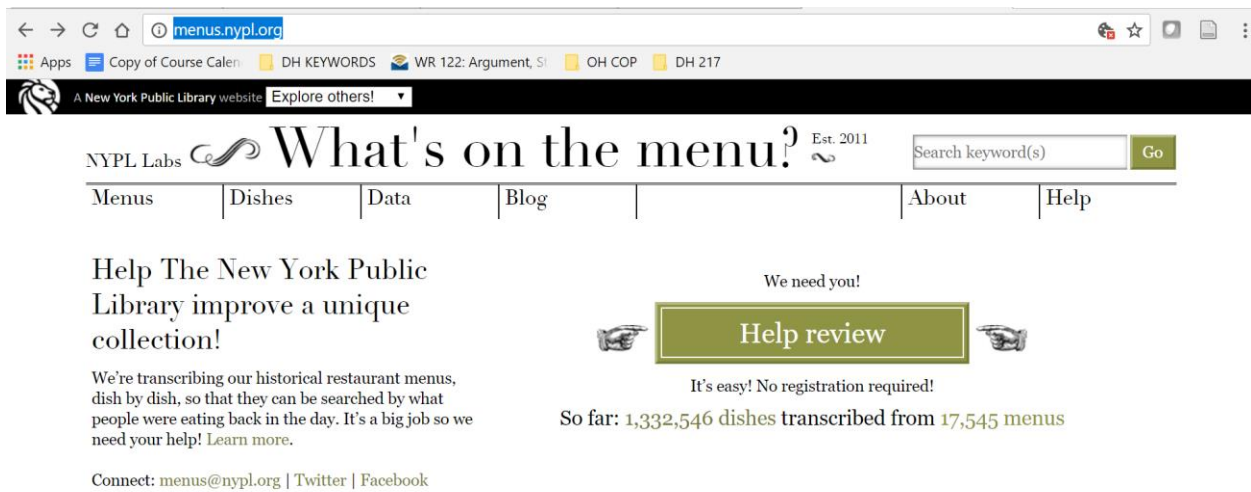 menus.nypl.org
Apps Copy of Course Calen DH KEYWORDS WR 122: Argument, S OH COP DH 217
A New York Public Library website Explore others!
NYPL Labs What's on the menu? Est. 2011 Search keyword(s) Go
Menus Dishes Data Blog About Help
Help The New York Public
Library improve a unique
collection!
We’re transcribing our historical restaurant menus,
dish by dish, so that they can be searched by what
people were eating back in the day. It’s a big job so we
need your help! Learn more.
Connect: menus@nypl.org | Twitter | Facebook
We need you!
Help review
It’s easy! No registration required!
So far: 1,332,546 dishes transcribed from 17,545 menus